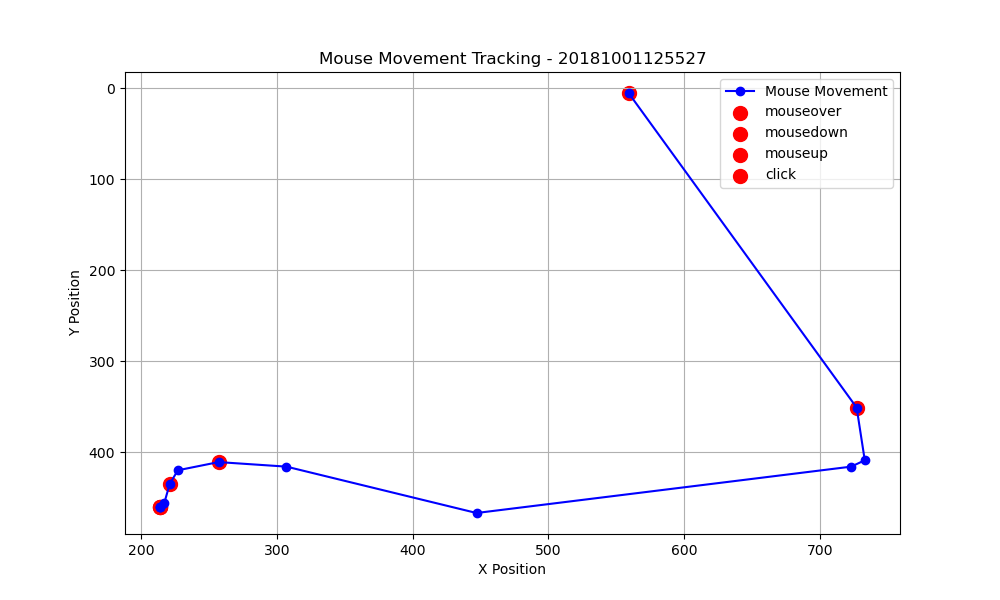 Mouse Movement Tracking - 20181001125527
Mouse Movement
mouseover
mousedown
mouseup
click
0
100
200
300
400
Y Position
200
300
400
500
600
700
X Position